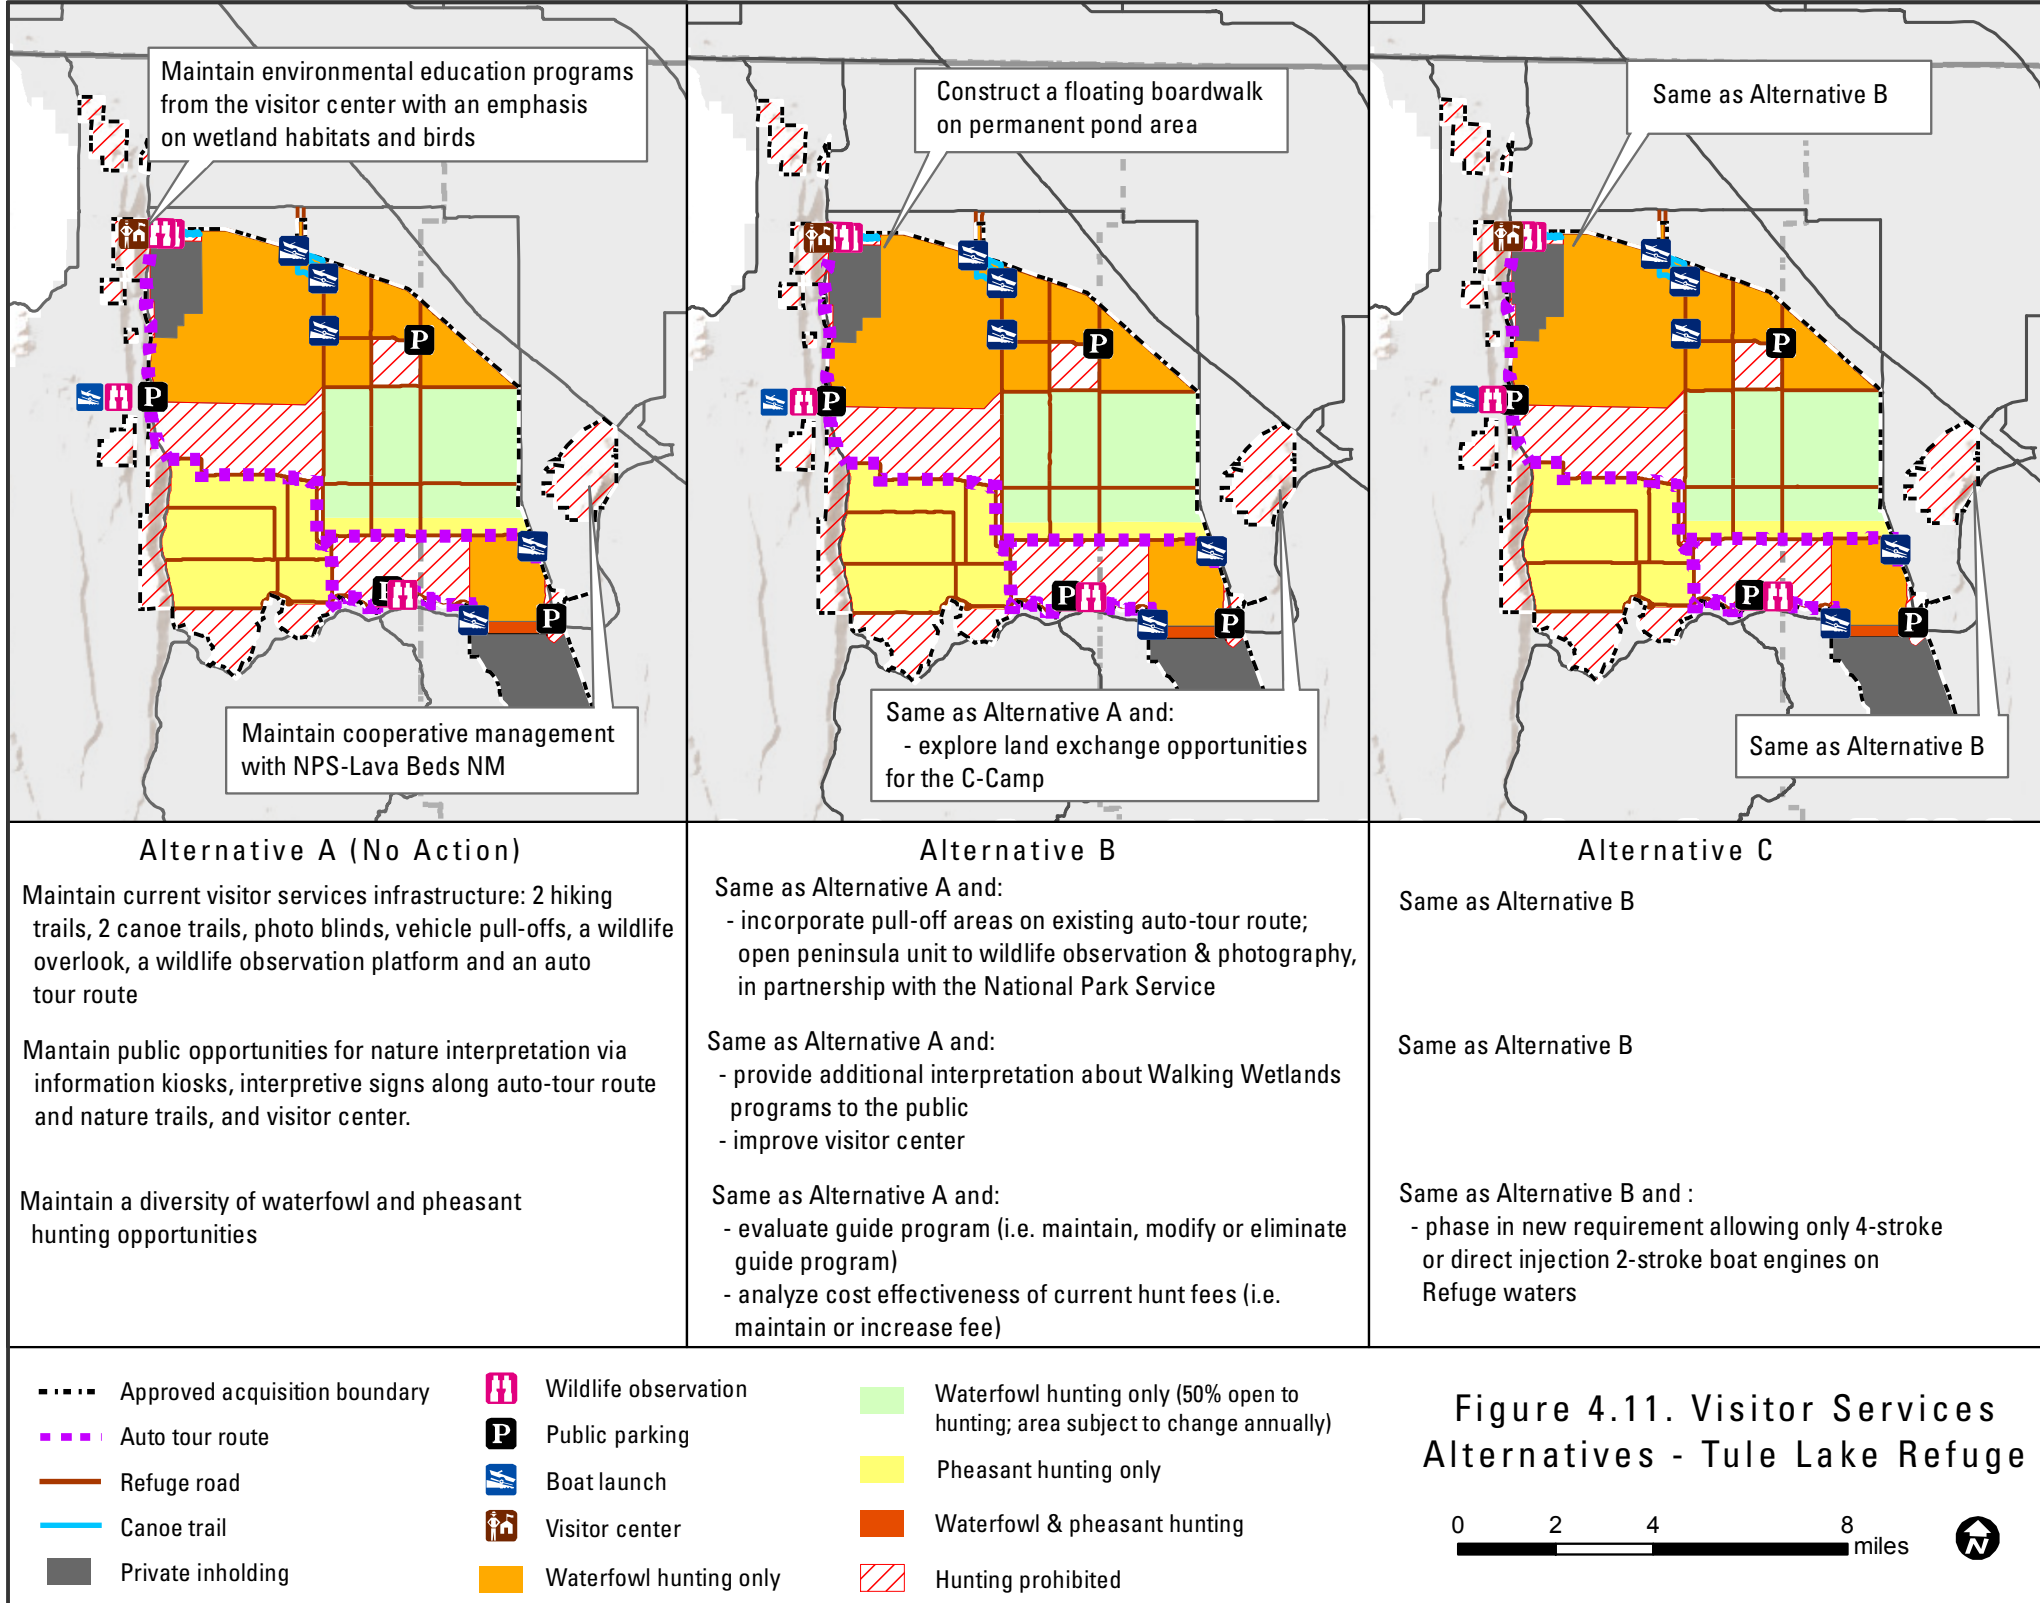 Maintain environmental education programs
from the visitor center with an emphasis
on wetland habitats and birds
P
P
P
P
Maintain cooperative management
with NPS-Lava Beds NM
Construct a floating boardwalk
on permanent pond area
P
P
P
P
Same as Alternative A and:
- explore land exchange opportunities
for the C-Camp
Same as Alternative B
P
P
P
P
Same as Alternative B
Alternative A (No Action)
Maintain current visitor services infrastructure: 2 hiking
trails, 2 canoe trails, photo blinds, vehicle pull-offs, a wildlife
overlook, a wildlife observation platform and an auto
tour route
Mantain public opportunities for nature interpretation via
information kiosks, interpretive signs along auto-tour route
and nature trails, and visitor center.
Maintain a diversity of waterfowl and pheasant
hunting opportunities
Alternative B
Same as Alternative A and:
- incorporate pull-off areas on existing auto-tour route;
open peninsula unit to wildlife observation & photography,
in partnership with the National Park Service
Same as Alternative A and:
- provide additional interpretation about Walking Wetlands
programs to the public
- improve visitor center
Same as Alternative A and:
- evaluate guide program (i.e. maintain, modify or eliminate
guide program)
- analyze cost effectiveness of current hunt fees (i.e.
maintain or increase fee)
Alternative C
Same as Alternative B
Same as Alternative B
Same as Alternative B and :
- phase in new requirement allowing only 4-stroke
or direct injection 2-stroke boat engines on
Refuge waters
Approved acquisition boundary
Auto tour route
Refuge road
Canoe trail
Private inholding
Wildlife observation
P Public parking
Boat launch
Visitor center
Waterfowl hunting only
Waterfowl hunting only (50% open to
hunting; area subject to change annually)
Pheasant hunting only
Waterfowl & pheasant hunting
Hunting prohibited
Figure 4.11. Visitor Services
Alternatives - Tule Lake Refuge
0 2 4 8
miles
N